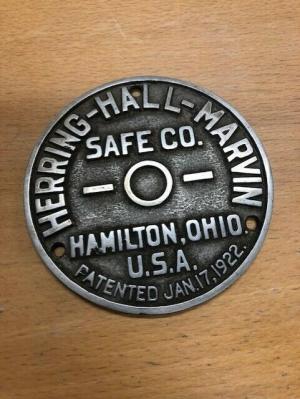 HERRING-HALL-MARVIN
SAFE CO.
HAMILTON, OHIO
U.S.A.
PATENTED JAN. 17, 1922.